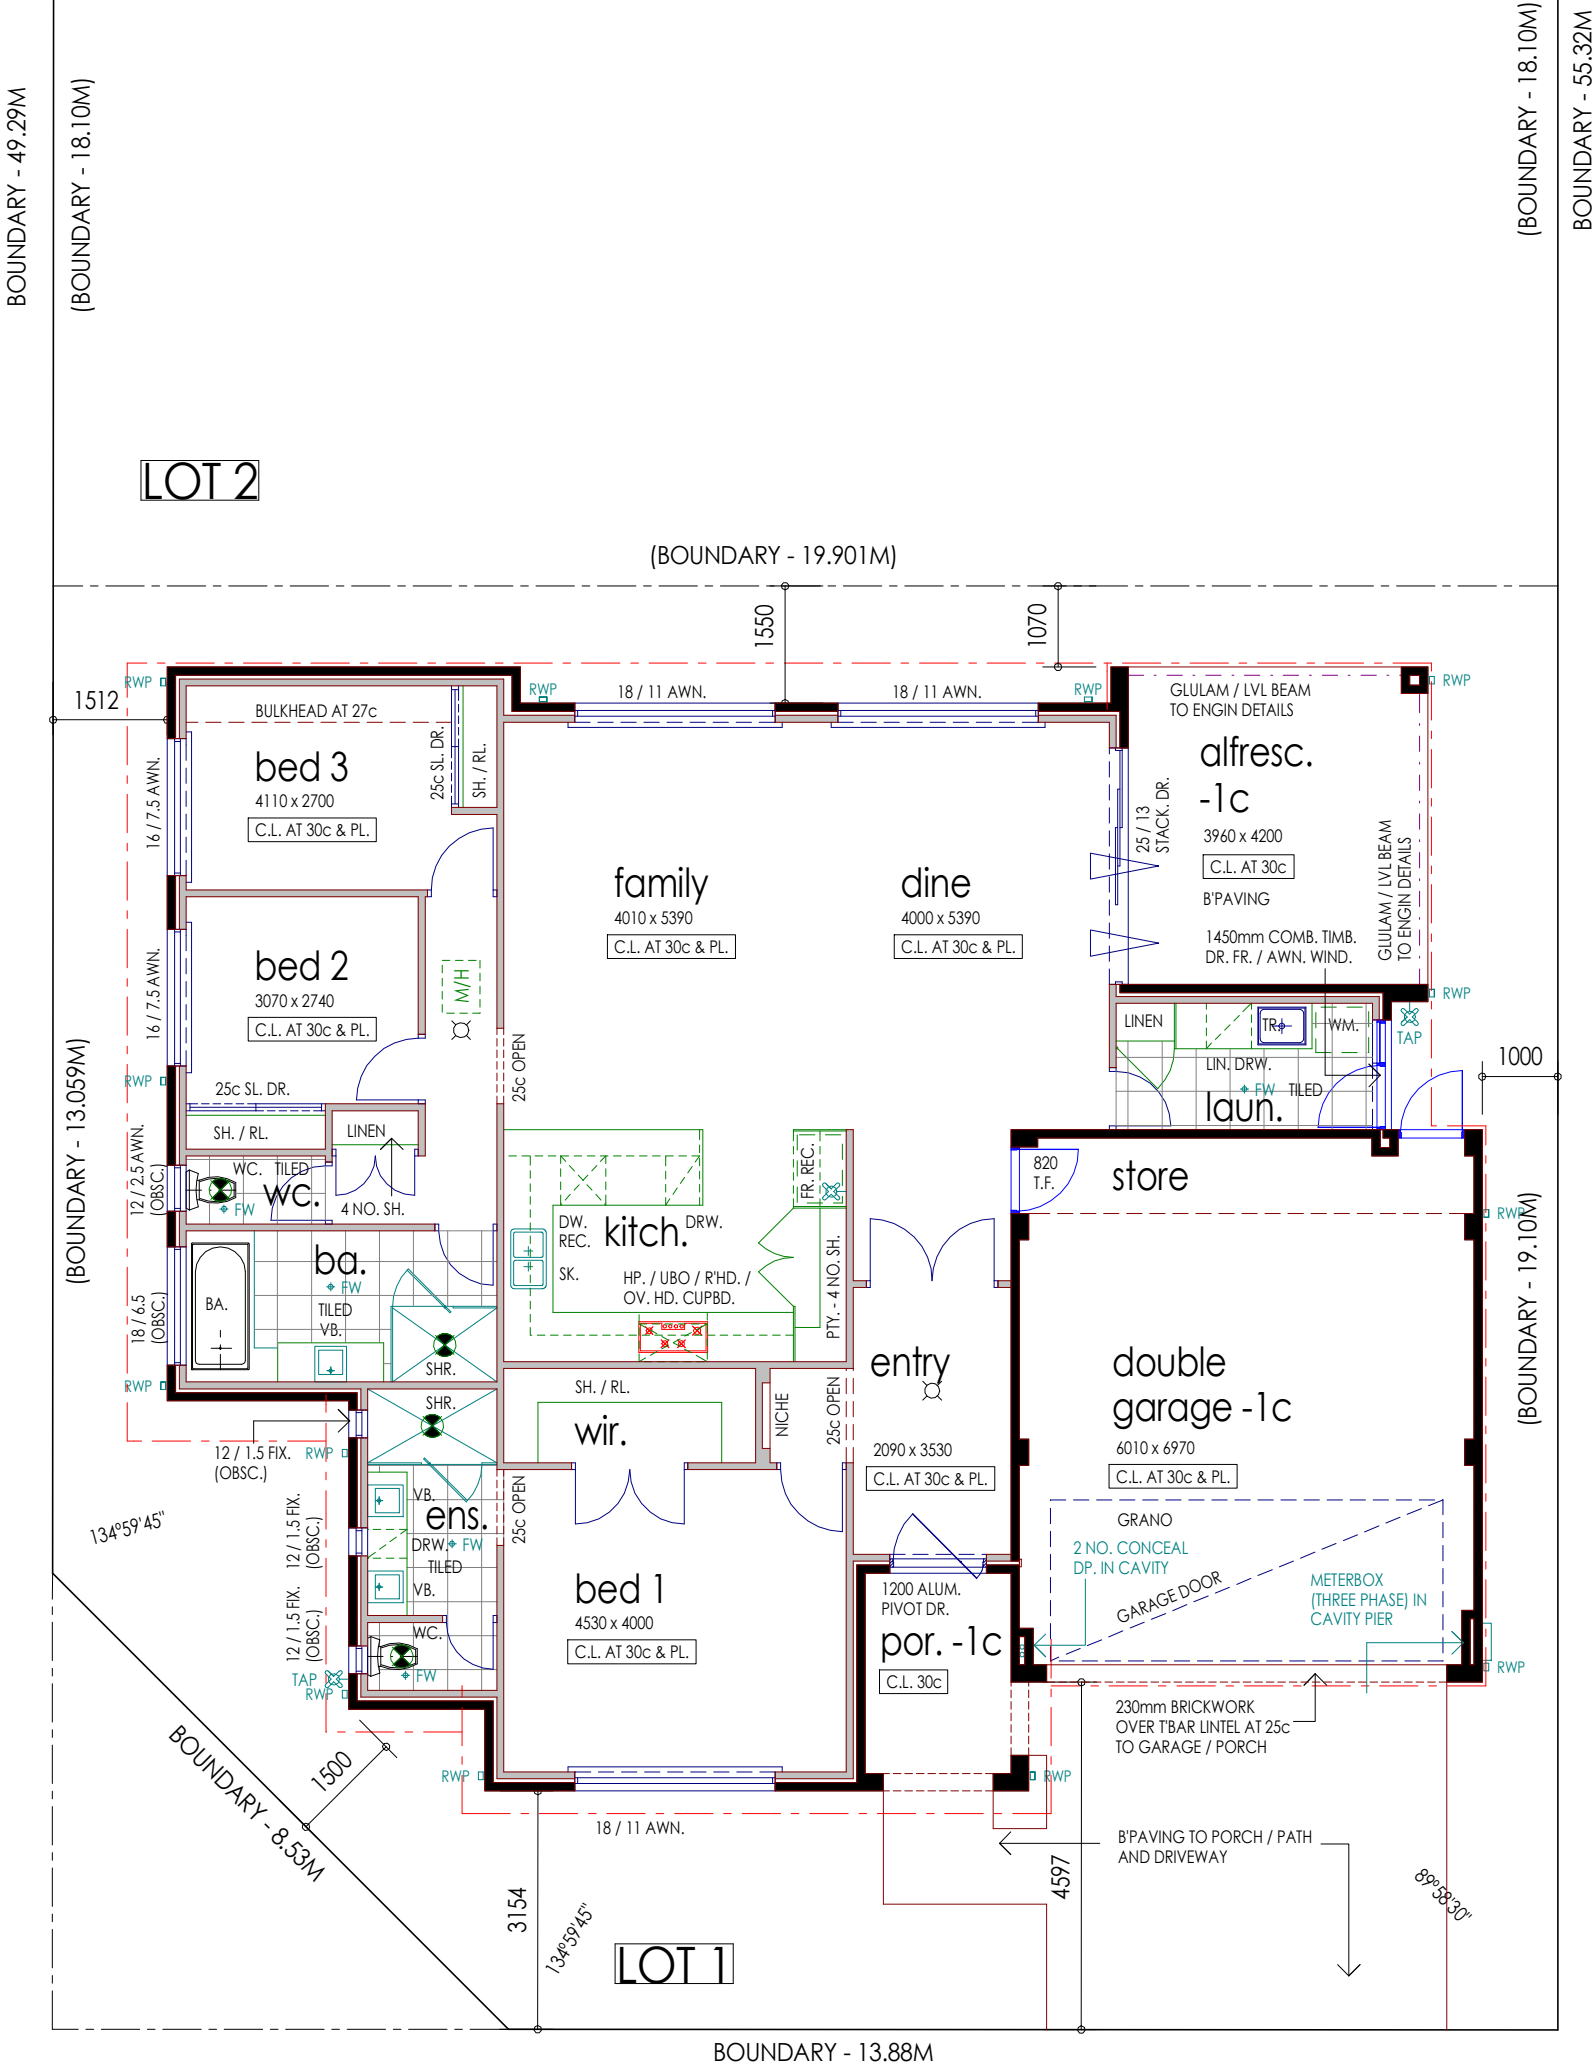 BOUNDARY - 49.29M
(BOUNDARY - 18.10M)
(BOUNDARY - 18.10M)
BOUNDARY - 55.32M
LOT 2
(BOUNDARY - 19.901M)
1550
1070
1512
RWP
RWP
18 / 11 AWN.
18 / 11 AWN.
RWP
RWP
GLULAM / LVL BEAM
TO ENGIN DETAILS
BULKHEAD AT 27c
bed 3
4110 x 2700
C.L. AT 30c & PL.
25c SL. DR.
SH. / RL.
16 / 7.5 AWN.
alfresc.
-1c
3960 x 4200
C.L. AT 30c
B'PAVING
25 / 13
STACK. DR.
GLULAM / LVL BEAM
TO ENGIN DETAILS
1450mm COMB. TIMB.
DR. FR. / AWN. WIND.
family
4010 x 5390
C.L. AT 30c & PL.
dine
4000 x 5390
C.L. AT 30c & PL.
bed 2
3070 x 2740
C.L. AT 30c & PL.
16 / 7.5 AWN.
M/H
25c OPEN
RWP
LINEN
TR.
WM.
TAP
LIN. DRW.
FW
TILED
laun.
1000
(BOUNDARY - 13.059M)
RWP
25c SL. DR.
SH. / RL.
LINEN
12 / 2.5 AWN.
(OBSC.)
WC.
TILED
wc.
FW
4 NO. SH.
FR. REC.
820
T.F.
store
RWP
DW.
REC.
kitch.
DRW.
SK.
HP. / UBO / R'HD. /
OV. HD. CUPBD.
PTY. - 4 NO. SH.
ba.
FW
BA.
TILED
VB.
SHR.
18 / 6.5
(OBSC.)
RWP
(BOUNDARY - 19.10M)
entry
2090 x 3530
C.L. AT 30c & PL.
double
garage -1c
6010 x 6970
C.L. AT 30c & PL.
SH. / RL.
wir.
NICHE
25c OPEN
SHR.
12 / 1.5 FIX.
(OBSC.)
RWP
25c OPEN
VB.
ens.
DRW.
FW
TILED
VB.
12 / 1.5 FIX.
(OBSC.)
134°59'45"
GRANO
2 NO. CONCEAL
DP. IN CAVITY
GARAGE DOOR
METERBOX
(THREE PHASE) IN
CAVITY PIER
bed 1
4530 x 4000
C.L. AT 30c & PL.
1200 ALUM.
PIVOT DR.
por. -1c
C.L. 30c
12 / 1.5 FIX.
(OBSC.)
WC.
FW
TAP
RWP
RWP
230mm BRICKWORK
OVER T'BAR LINTEL AT 25c
TO GARAGE / PORCH
BOUNDARY - 8.53M
1500
RWP
RWP
18 / 11 AWN.
B'PAVING TO PORCH / PATH
AND DRIVEWAY
4597
89°58'30"
3154
134°59'45"
LOT 1
BOUNDARY - 13.88M